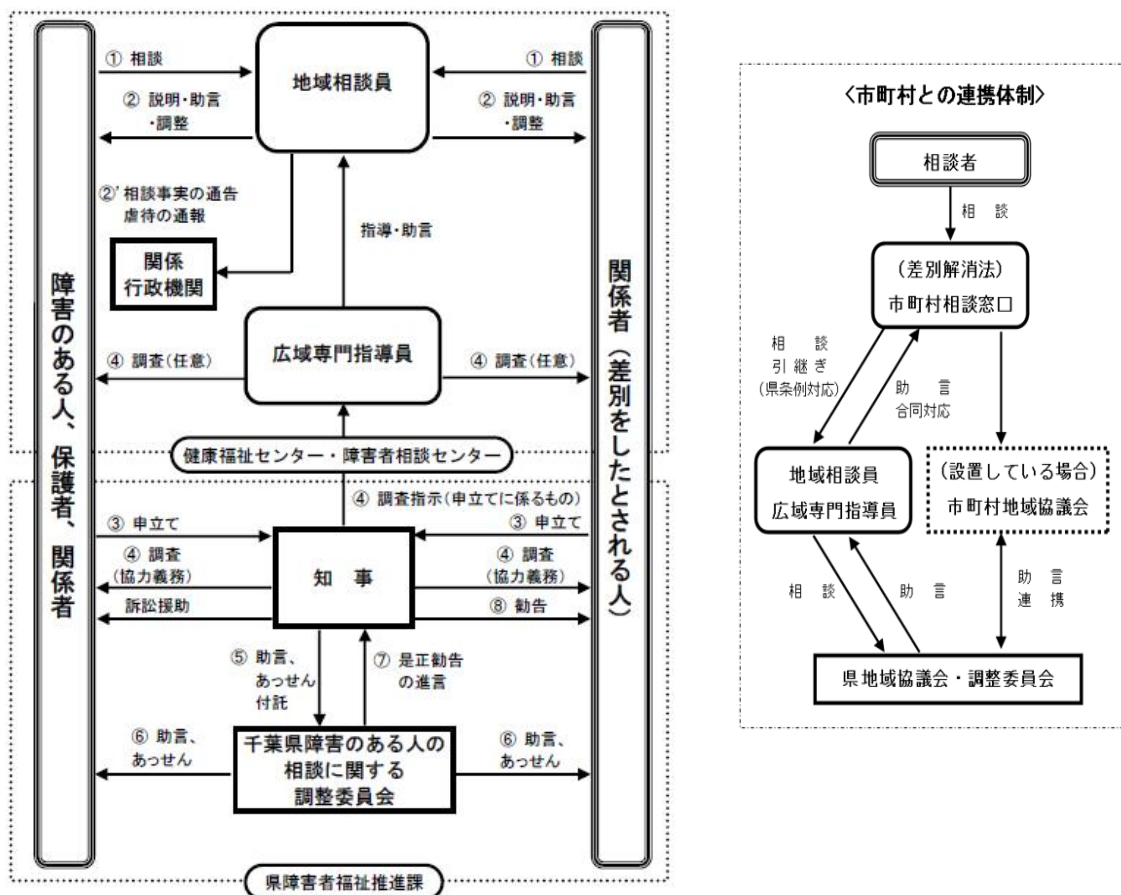 ① 相談
地域相談員
① 相談
② 説明・助言
・調整
② 説明・助言
・調整
②' 相談事実の通告
虐待の通報
指導・助言
関係
行政機関
障害のある人、保護者、関係者
関係者（差別をしたとされる人）
広域専門指導員
④ 調査（任意）
④ 調査（任意）
健康福祉センター・障害者相談センター
④ 調査指示（申立てに係るもの）
③ 申立て
③ 申立て
知 事
④ 調査
（協力義務）
④ 調査
（協力義務）
訴訟援助
⑧ 勧告
⑤ 助言、
あっせん
付託
⑦ 是正勧告
の進言
⑥ 助言、
あっせん
千葉県障害のある人の
相談に関する
調整委員会
⑥ 助言、
あっせん
県障害者福祉推進課
〈市町村との連携体制〉
相談者
相 談
（差別解消法）
市町村相談窓口
相 談
引継ぎ
（県条例対応）
助 言
合同対応
地域相談員
広域専門指導員
（設置している場合）
市町村地域協議会
相 談
助 言
助 言
連 携
県地域協議会・調整委員会